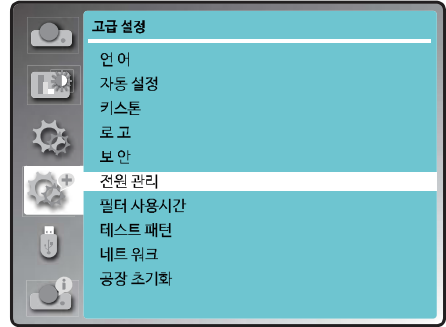 고급 설정
언 어
자동 설정
키스톤
로 고
보 안
전원 관리
필터 사용시간
테스트 패턴
네트 워크
공장 초기화